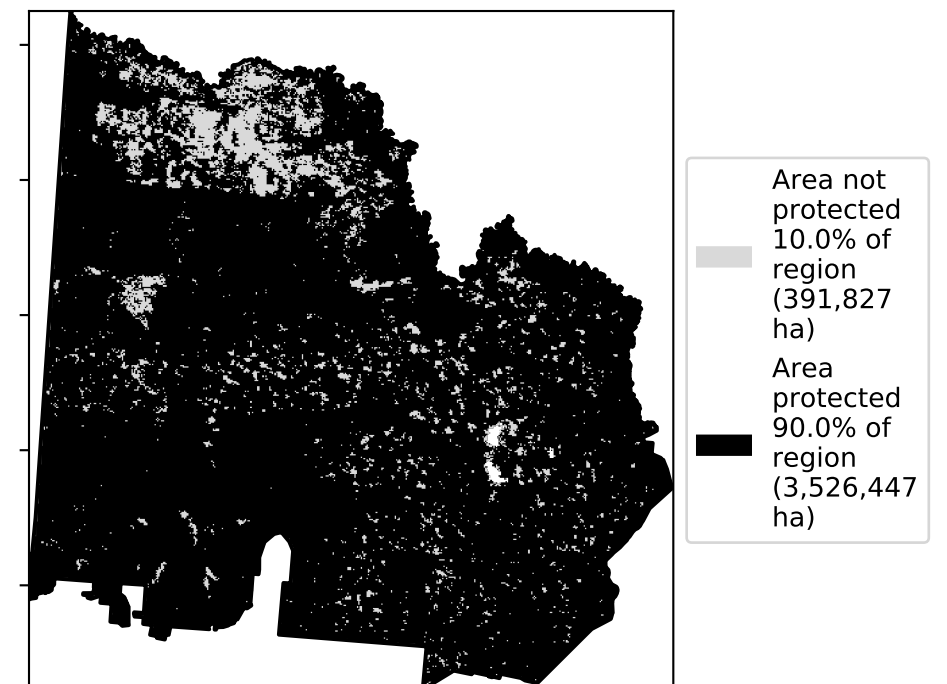 Area not
protected
10.0% of
region
(391,827
ha)
Area
protected
90.0% of
region
(3,526,447
ha)